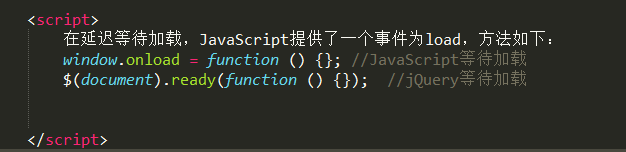 <script>
在延迟等待加载，JavaScript提供了一个事件为load，方法如下：
window.onload = function () {}; //JavaScript等待加载
$(document).ready(function () {});  //jQuery等待加载
</script>